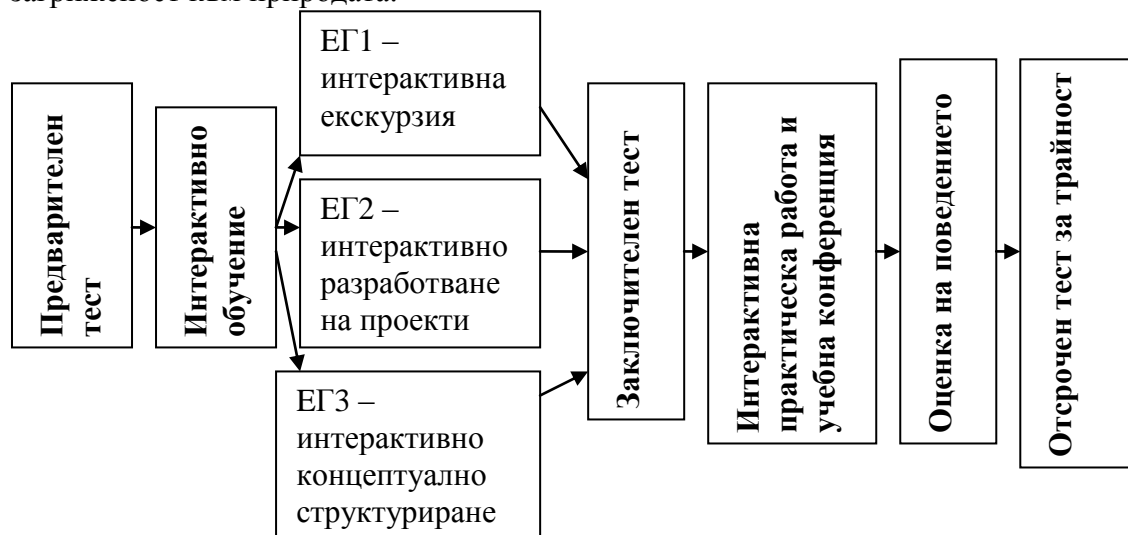 Предварителен
тест
Интерактивно
обучение
ЕГ1 –
интерактивна
екскурзия
ЕГ2 –
интерактивно
разработване
на проекти
ЕГ3 –
интерактивно
концептуално
структуриране
Заключителен тест
Интерактивна
практическа работа и
учебна конференция
Оценка на поведението
Отсрочен тест за трайност